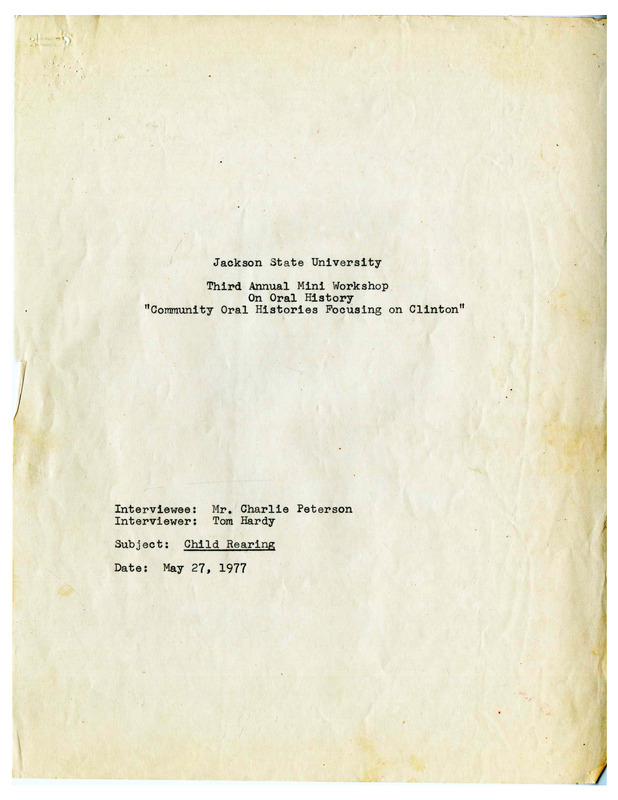 Jackson State University
Third Annual Mini Workshop
On Oral History
"Community Oral Histories Focusing on Clinton"
Interviewee: Mr. Charlie Peterson
Interviewer: Tom Hardy
Subject: Child Rearing
Date: May 27, 1977